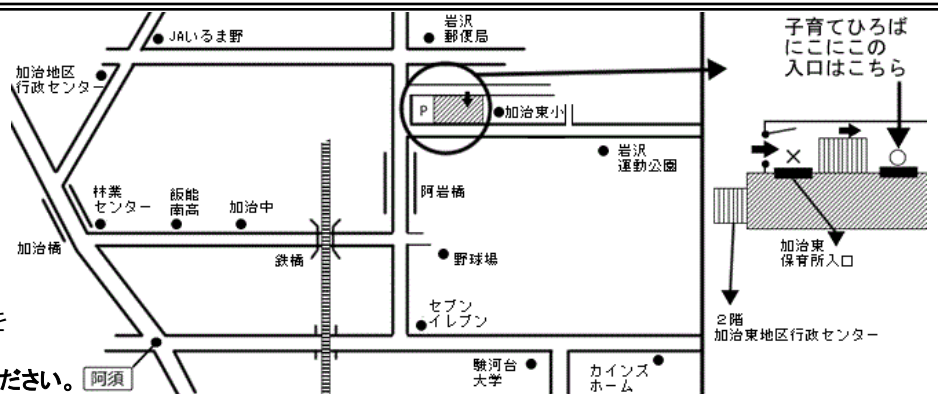 JAいるま野
岩沢
郵便局
加治地区
行政センター
P
加治東小
岩沢
運動公園
林業
センター
飯能
南高
加治中
阿岩橋
加治橋
鉄橋
野球場
セブン
イレブン
を
ださい。
阿須
駿河台
大学
カインズ
ホーム
子育てひろば
にこにこの
入口はこちら
加治東
保育所入口
2階
加治東地区行政センター